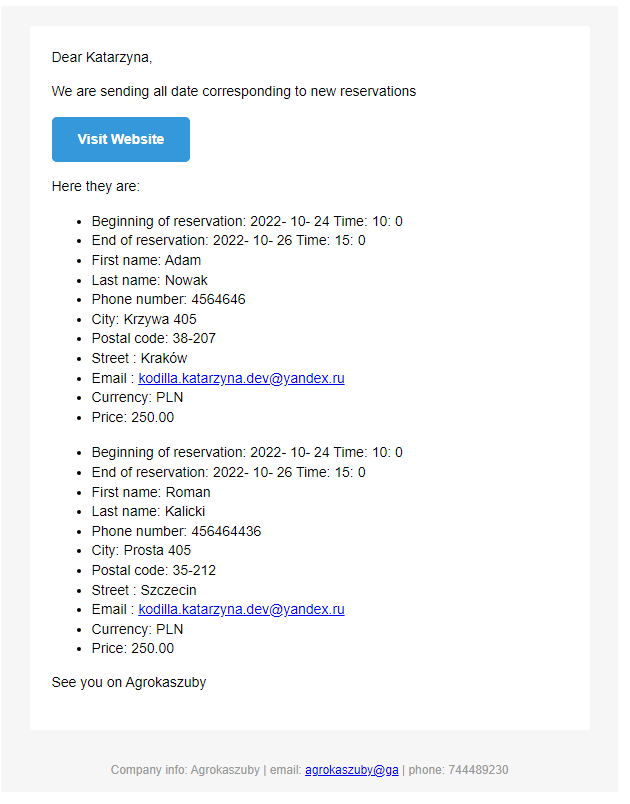 Dear Katarzyna,
We are sending all date corresponding to new reservations
Visit Website
Here they are:
• Beginning of reservation: 2022- 10- 24 Time: 10: 0
• End of reservation: 2022- 10- 26 Time: 15: 0
• First name: Adam
• Last name: Nowak
• Phone number: 4564646
• City: Krzywa 405
• Postal code: 38-207
• Street : Kraków
• Email : kodilla.katarzyna.dev@yandex.ru
• Currency: PLN
• Price: 250.00
• Beginning of reservation: 2022- 10- 24 Time: 10: 0
• End of reservation: 2022- 10- 26 Time: 15: 0
• First name: Roman
• Last name: Kalicki
• Phone number: 456464436
• City: Prosta 405
• Postal code: 35-212
• Street : Szczecin
• Email : kodilla.katarzyna.dev@yandex.ru
• Currency: PLN
• Price: 250.00
See you on Agrokaszuby
Company info: Agrokaszuby | email: agrokaszuby@ga | phone: 744489230